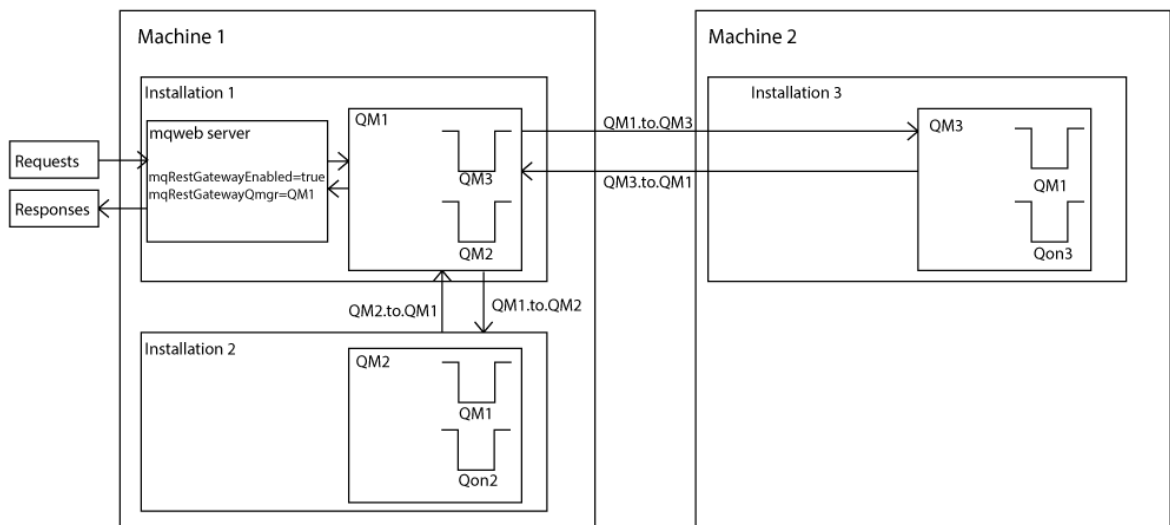 Machine 1
Machine 2
Installation 1
Installation 3
mqweb server
QM1
QM1.to.QM3
QM3
Requests
mqRestGatewayEnabled=true
mqRestGatewayQmgr=QM1
QM3
QM3.to.QM1
QM1
Responses
QM2
Qon3
QM2.to.QM1
QM1.to.QM2
Installation 2
QM2
QM1
Qon2